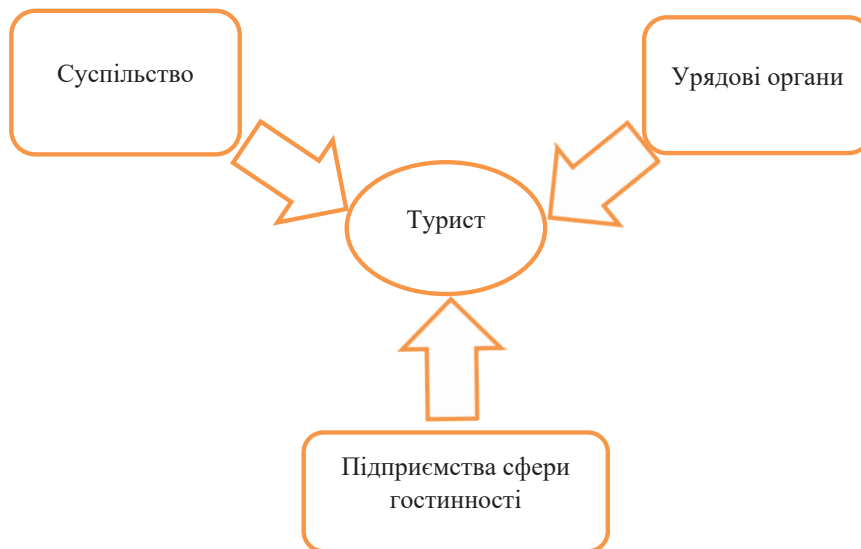 Суспільство
Урядові органи
Турист
Підприємства сфери
гостинності